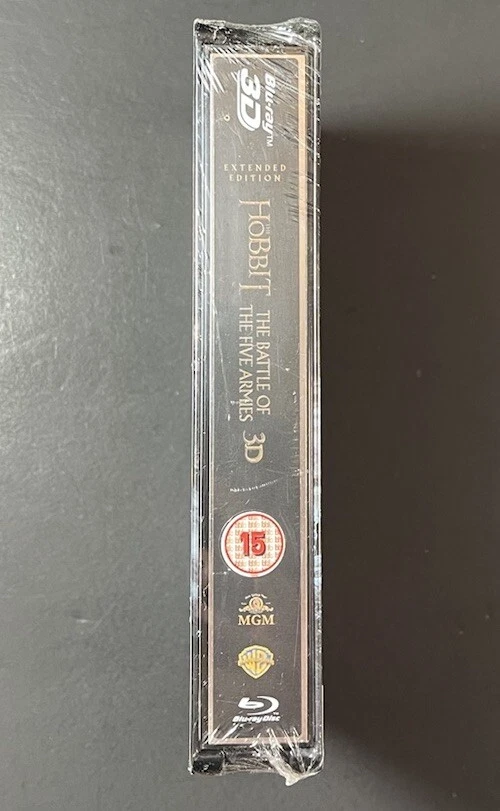 Blu-ray™
3D
EXTENDED
EDITION
THE
HOBBIT
THE BATTLE OF
THE FIVE ARMIES
3D
15
MGM
WB
Blu-ray Disc